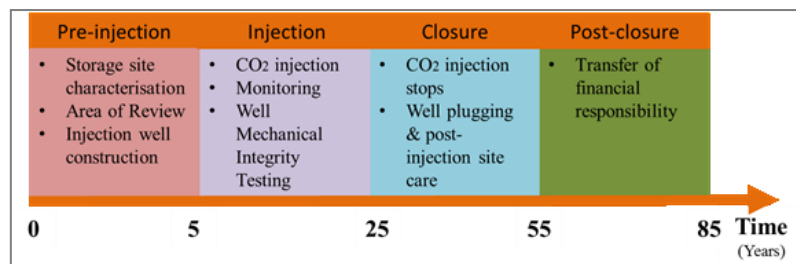 Pre-injection
Injection
Closure
Post-closure
• Storage site
characterisation
• Area of Review
• Injection well
construction
• CO2 injection
• Monitoring
• Well
Mechanical
Integrity
Testing
• CO2 injection
stops
• Well plugging
& post-
injection site
care
• Transfer of
financial
responsibility
0 5 25 55 85 Time
(Years)